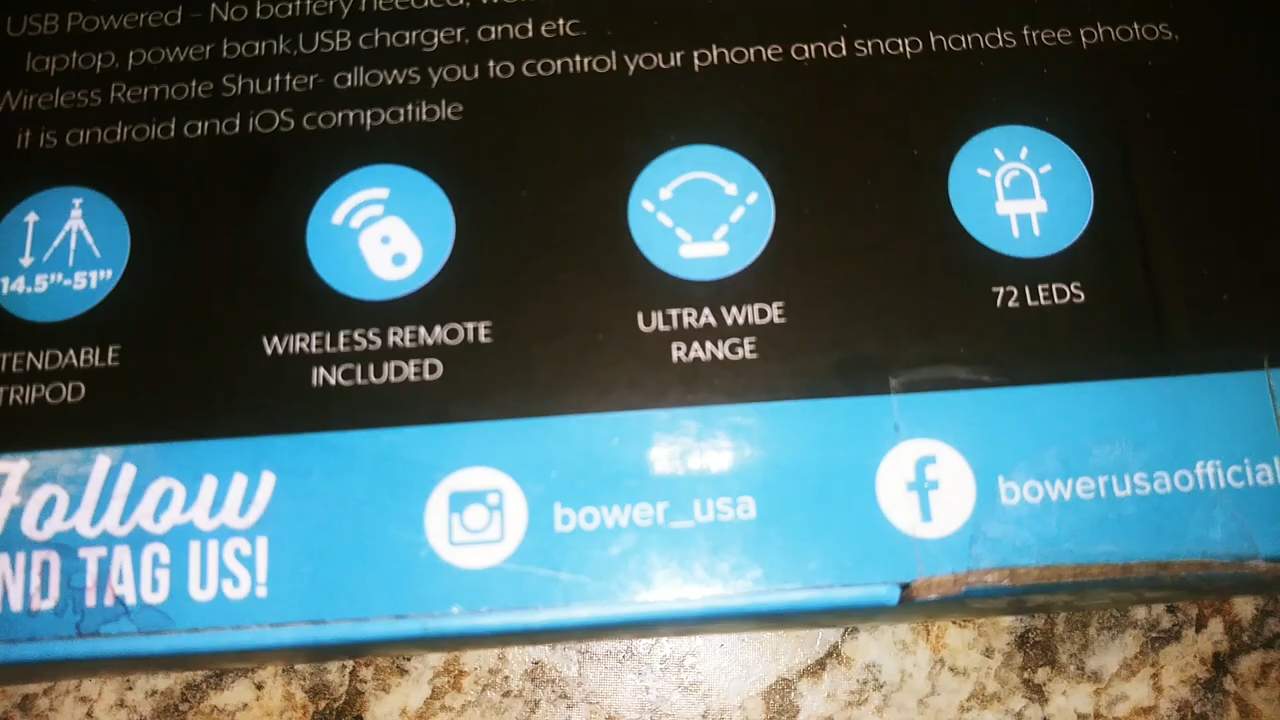 USB Powered – No battery needed,
laptop, power bank,USB charger, and etc.
Wireless Remote Shutter- allows you to control your phone and snap hands free photos,
it is android and iOS compatible
14.5”-51”
TENDABLE
TRIPOD
WIRELESS REMOTE
INCLUDED
ULTRA WIDE
RANGE
72 LEDS
Follow
ND TAG US!
bower_usa
bowerusaofficial